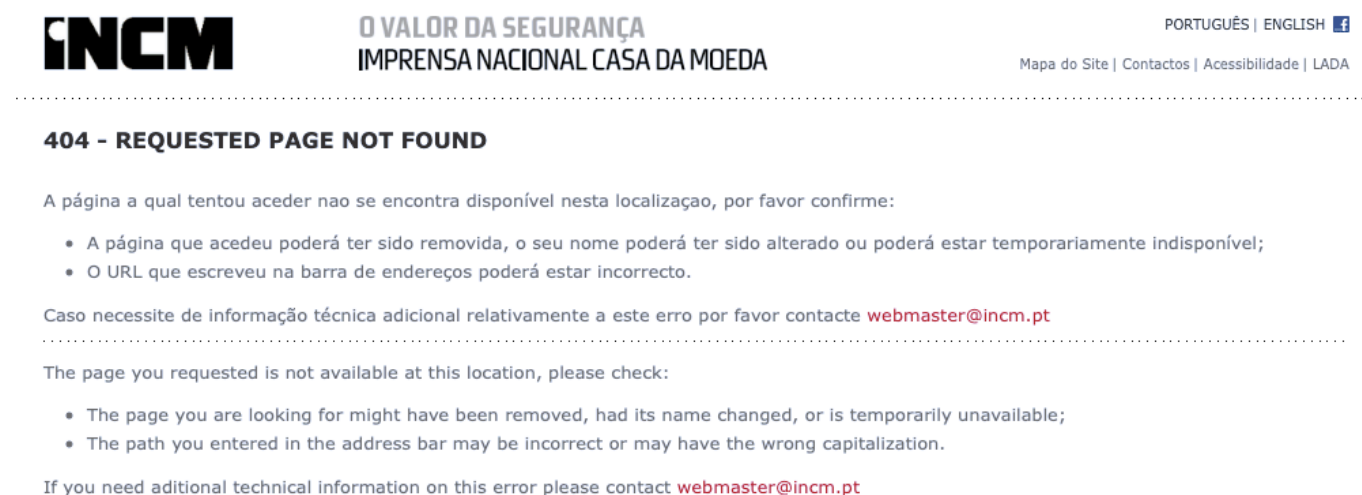 INCM
O VALOR DA SEGURANÇA
IMPRENSA NACIONAL CASA DA MOEDA
PORTUGUÊS | ENGLISH f
Mapa do Site | Contactos | Acessibilidade | LADA
404 - REQUESTED PAGE NOT FOUND
A página a qual tentou aceder nao se encontra disponível nesta localizaçao, por favor confirme:
• A página que acedeu poderá ter sido removida, o seu nome poderá ter sido alterado ou poderá estar temporariamente indisponível;
• O URL que escreveu na barra de endereços poderá estar incorrecto.
Caso necessite de informação técnica adicional relativamente a este erro por favor contacte webmaster@incm.pt
The page you requested is not available at this location, please check:
• The page you are looking for might have been removed, had its name changed, or is temporarily unavailable;
• The path you entered in the address bar may be incorrect or may have the wrong capitalization.
If you need aditional technical information on this error please contact webmaster@incm.pt